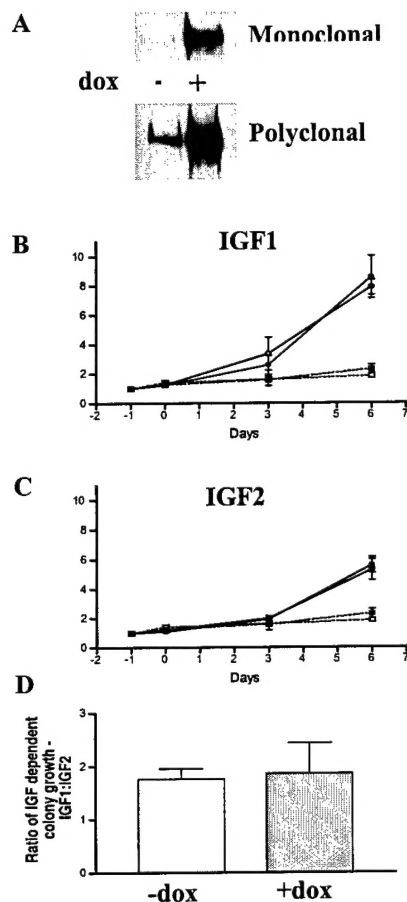 A
Monoclonal
dox - +
Polyclonal
B
IGF1
10
8
6
4
2
0
-2 -1 0 1 2 3 4 5 6 7
Days
C
IGF2
10
8
6
4
2
0
-2 -1 0 1 2 3 4 5 6 7
Days
D
Ratio of IGF dependent
colony growth -
IGF1:IGF2
3
2
1
0
-dox +dox